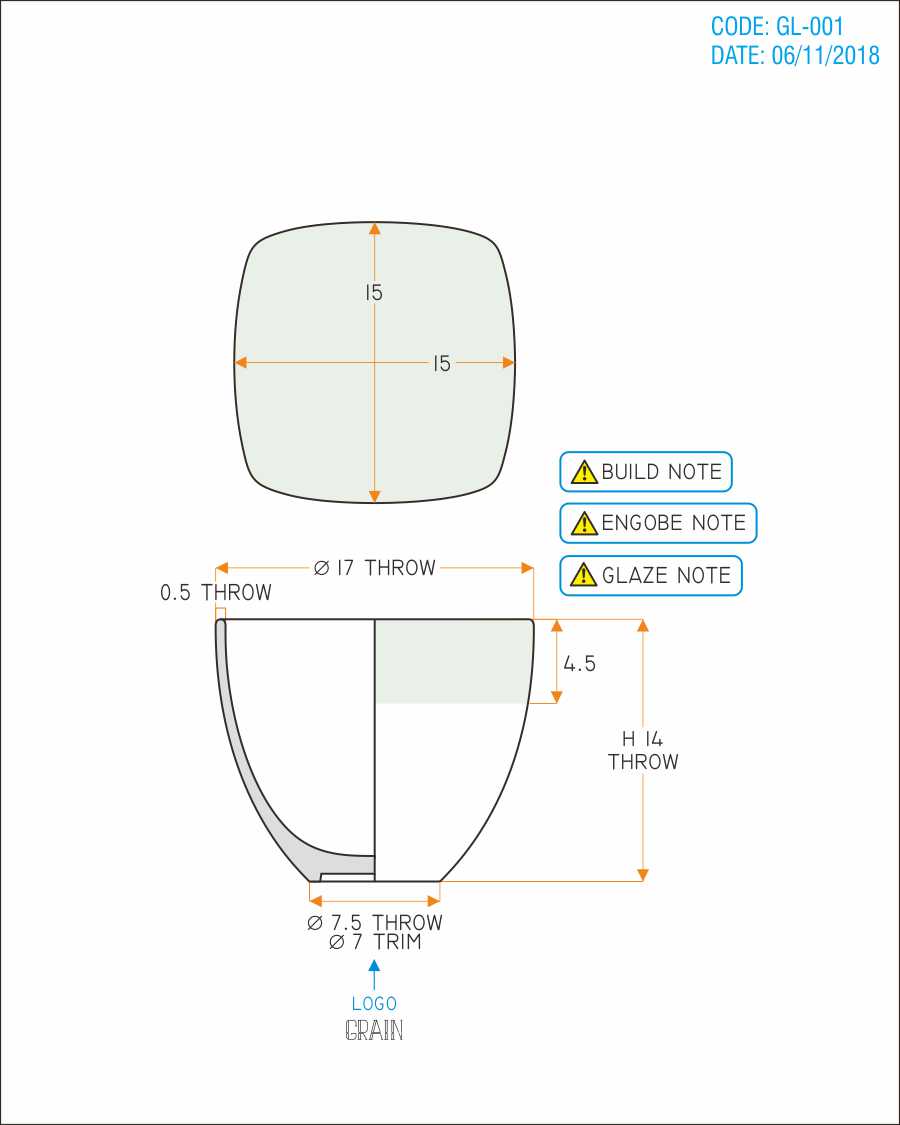 CODE: GL-001
DATE: 06/11/2018
15
15
BUILD NOTE
ENGOBE NOTE
GLAZE NOTE
Ø 17 THROW
0.5 THROW
4.5
H 14
THROW
Ø 7.5 THROW
Ø 7 TRIM
LOGO
GRAIN